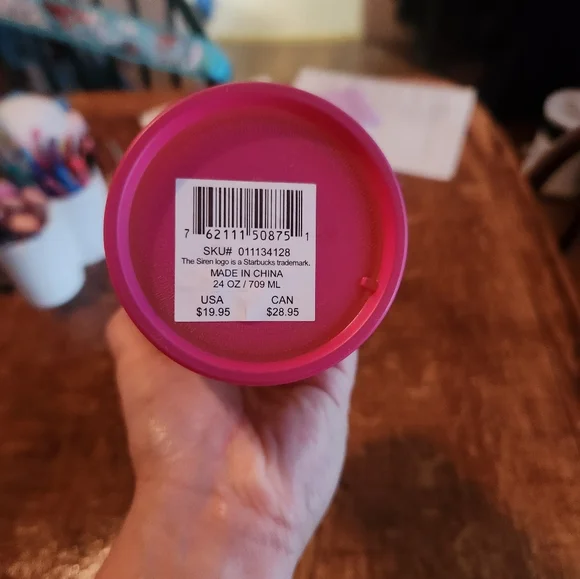 7 62111 50875 1
SKU# 011134128
The Siren logo is a Starbucks trademark.
MADE IN CHINA
24 OZ / 709 ML
USA CAN
$19.95 $28.95